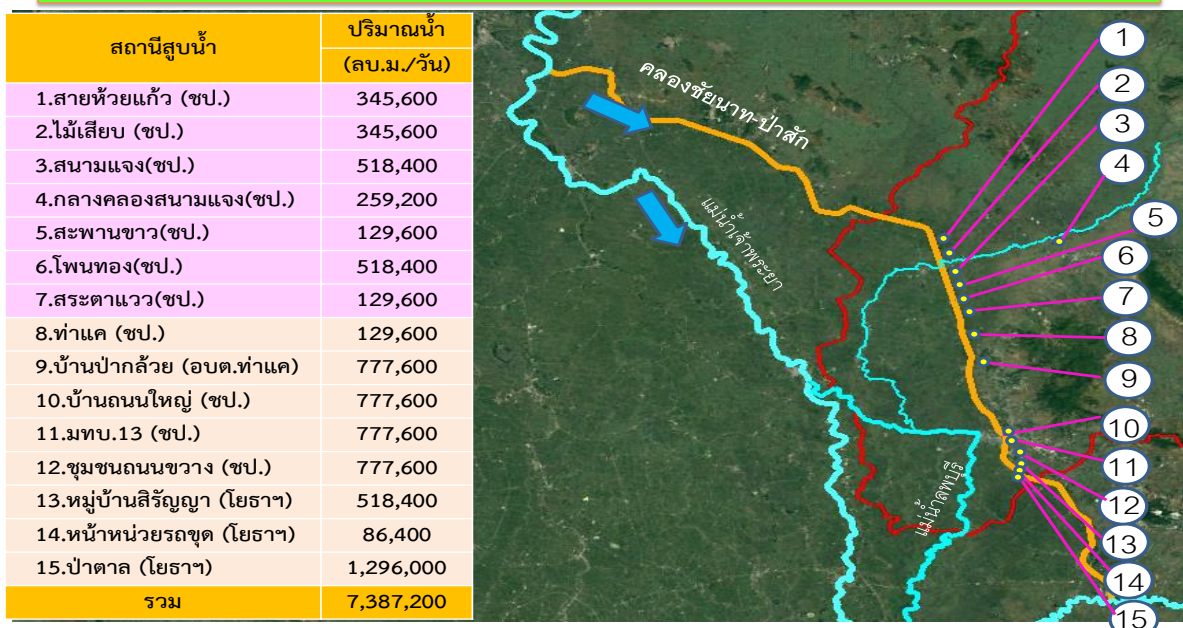 สถานีสูบน้ำ ปริมาณน้ำ
(ลบ.ม./วัน)
1.สายห้วยแก้ว (ชป.) 345,600
2.ไม้เสียบ (ชป.) 345,600
3.สนามแจง(ชป.) 518,400
4.กลางคลองสนามแจง(ชป.) 259,200
5.สะพานขาว(ชป.) 129,600
6.โพนทอง(ชป.) 518,400
7.สระตาแวว(ชป.) 129,600
8.ท่าแค (ชป.) 129,600
9.บ้านป่ากล้วย (อบต.ท่าแค) 777,600
10.บ้านถนนใหญ่ (ชป.) 777,600
11.มทบ.13 (ชป.) 777,600
12.ชุมชนถนนขวาง (ชป.) 777,600
13.หมู่บ้านสิรัญญา (โยธาฯ) 518,400
14.หน้าหน่วยรถขุด (โยธาฯ) 86,400
15.ป่าตาล (โยธาฯ) 1,296,000
รวม 7,387,200
คลองชัยนาท-ป่าสัก
แม่น้ำเจ้าพระยา
แม่น้ำลพบุรี
1
2
3
4
5
6
7
8
9
10
11
12
13
14
15